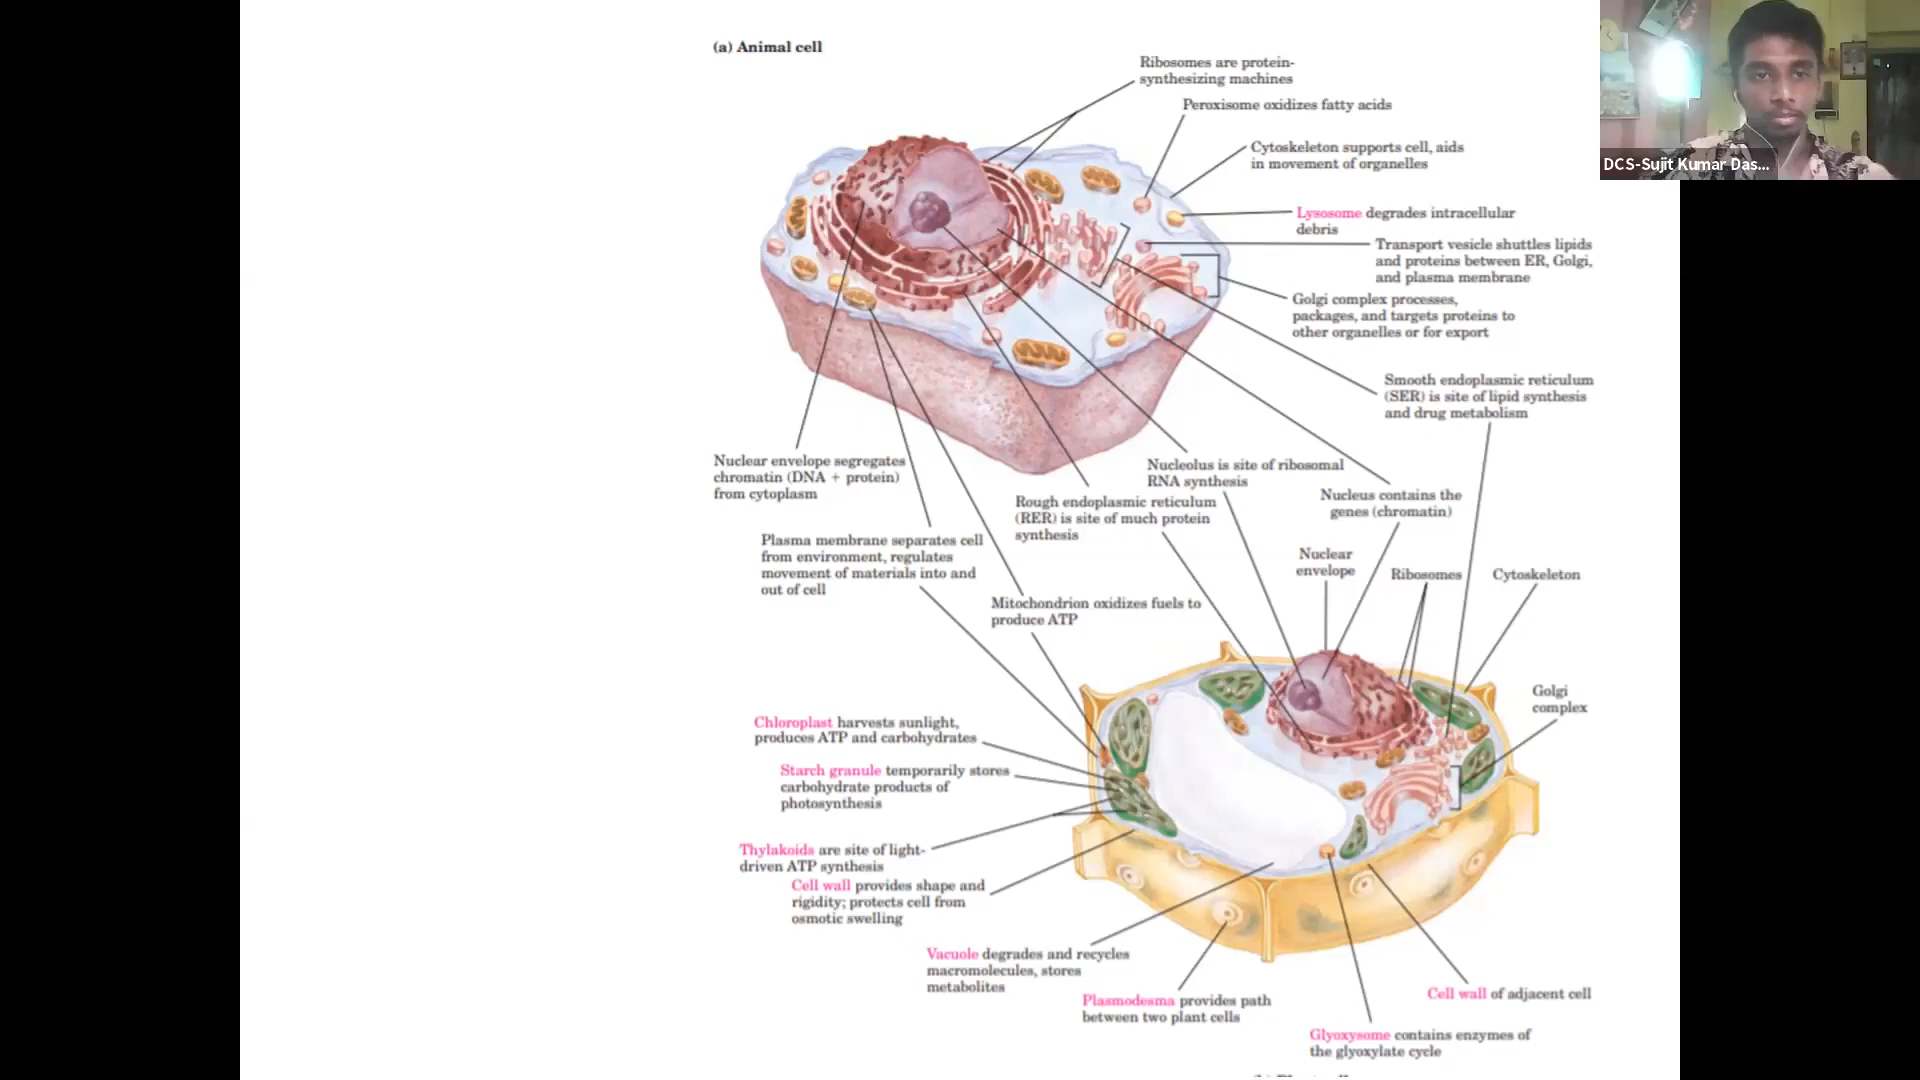 (a) Animal cell
Ribosomes are protein-
synthesizing machines
Peroxisome oxidizes fatty acids
Cytoskeleton supports cell, aids
in movement of organelles
Lysosome degrades intracellular
debris
Transport vesicle shuttles lipids
and proteins between ER, Golgi,
and plasma membrane
Golgi complex processes,
packages, and targets proteins to
other organelles or for export
Smooth endoplasmic reticulum
(SER) is site of lipid synthesis
and drug metabolism
Nuclear envelope segregates
chromatin (DNA + protein)
from cytoplasm
Nucleolus is site of ribosomal
RNA synthesis
Nucleus contains the
genes (chromatin)
Rough endoplasmic reticulum
(RER) is site of much protein
synthesis
Plasma membrane separates cell
from environment, regulates
movement of materials into and
out of cell
Nuclear
envelope
Ribosomes
Cytoskeleton
Mitochondrion oxidizes fuels to
produce ATP
Golgi
complex
Chloroplast harvests sunlight,
produces ATP and carbohydrates
Starch granule temporarily stores
carbohydrate products of
photosynthesis
Thylakoids are site of light-
driven ATP synthesis
Cell wall provides shape and
rigidity; protects cell from
osmotic swelling
Vacuole degrades and recycles
macromolecules, stores
metabolites
Plasmodesma provides path
between two plant cells
Cell wall of adjacent cell
Glyoxysome contains enzymes of
the glyoxylate cycle
DCS-Sujit Kumar Das...